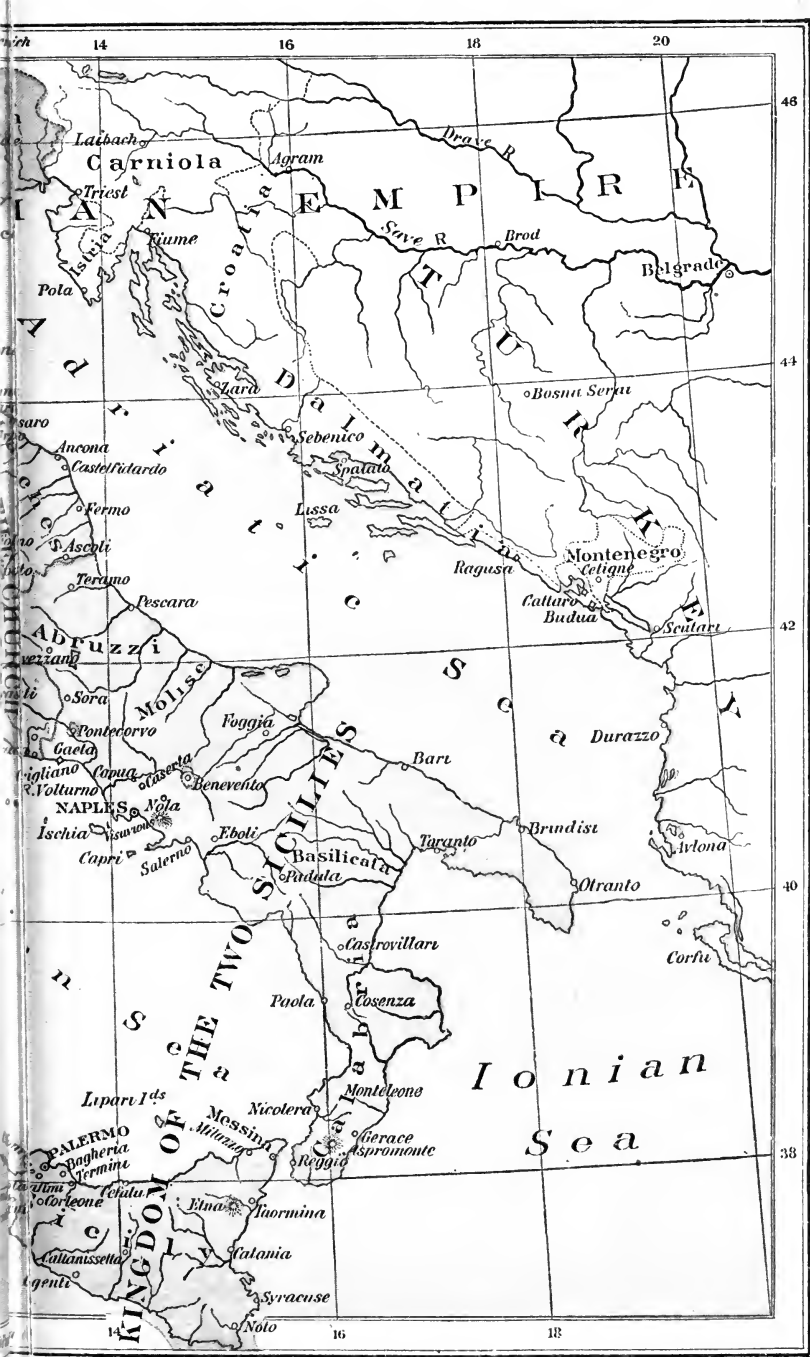 14 16 18 20
46
Laibach
Carniola
Agram
Drave R
Triest
MAN EMPIRE
Istria
Fiume
Croatia
Save R
Brod
Belgrade
Pola
TURKEY
44
Adriatic Sea
Zara
Dalmatia
Bosna Serai
Sebenico
Spalato
Ancona
Castelfidardo
Fermo
Lissa
Ascoli
Ragusa
Montenegro
Cetigne
Teramo
Pescara
Cattaro
Budua
Scutari
42
Abruzzi
Molise
Sora
CHURCH
Foggia
Pontecorvo
Gaeta
Durazzo
Bari
Capua
Caserta
Benevento
R. Volturno
NAPLES
Nola
Vesuvious
Ischia
Capri
Salerno
Eboli
Brindisi
Taranto
Avlona
Basilicata
Padula
Otranto
40
KINGDOM OF THE TWO SICILIES
Castrovillari
Corfu
Calabria
Paola
Cosenza
n Sea
Ionian
Sea
Lipari Ids
Nicotera
Monteleone
Messina
Milazzo
Gerace
Aspromonte
Reggio
38
PALERMO
Bagheria
Termini
Cefalu
Corleone
Etna
Taormina
Caltanissetta
Catania
Syracuse
Noto
14 16 18